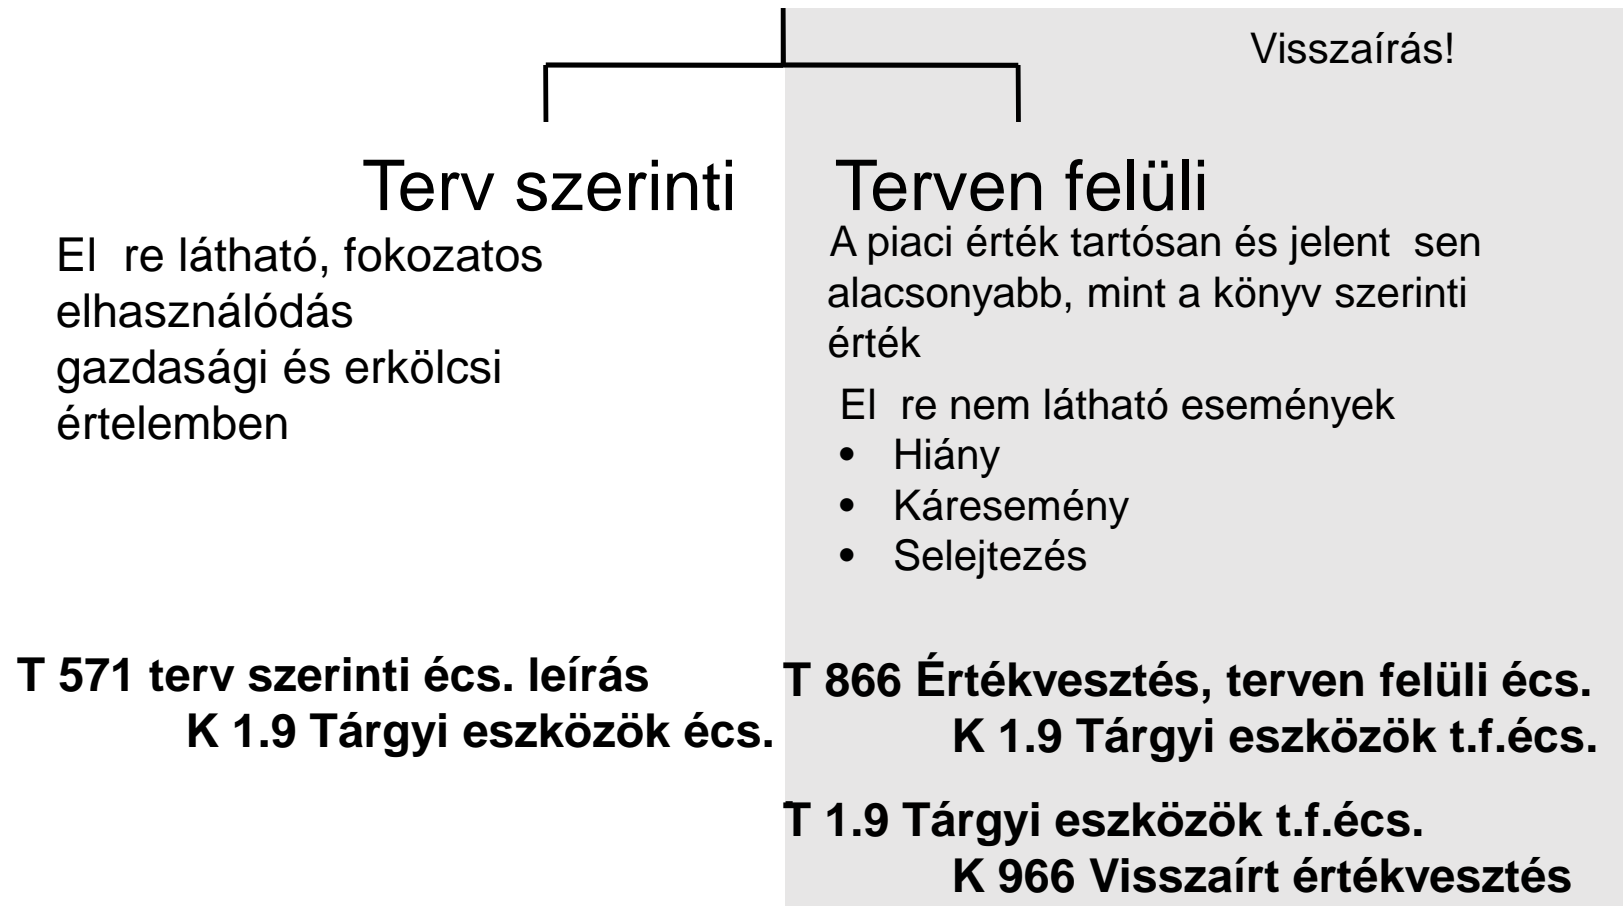 Visszaírás!
Terv szerinti
El re látható, fokozatos
elhasználódás
gazdasági és erkölcsi
értelemben
T 571 terv szerinti écs. leírás
K 1.9 Tárgyi eszközök écs.
Terven felüli
A piaci érték tartósan és jelent sen
alacsonyabb, mint a könyv szerinti
érték
El re nem látható események
• Hiány
• Káresemény
• Selejtezés
T 866 Értékvesztés, terven felüli écs.
K 1.9 Tárgyi eszközök t.f.écs.
T 1.9 Tárgyi eszközök t.f.écs.
K 966 Visszaírt értékvesztés